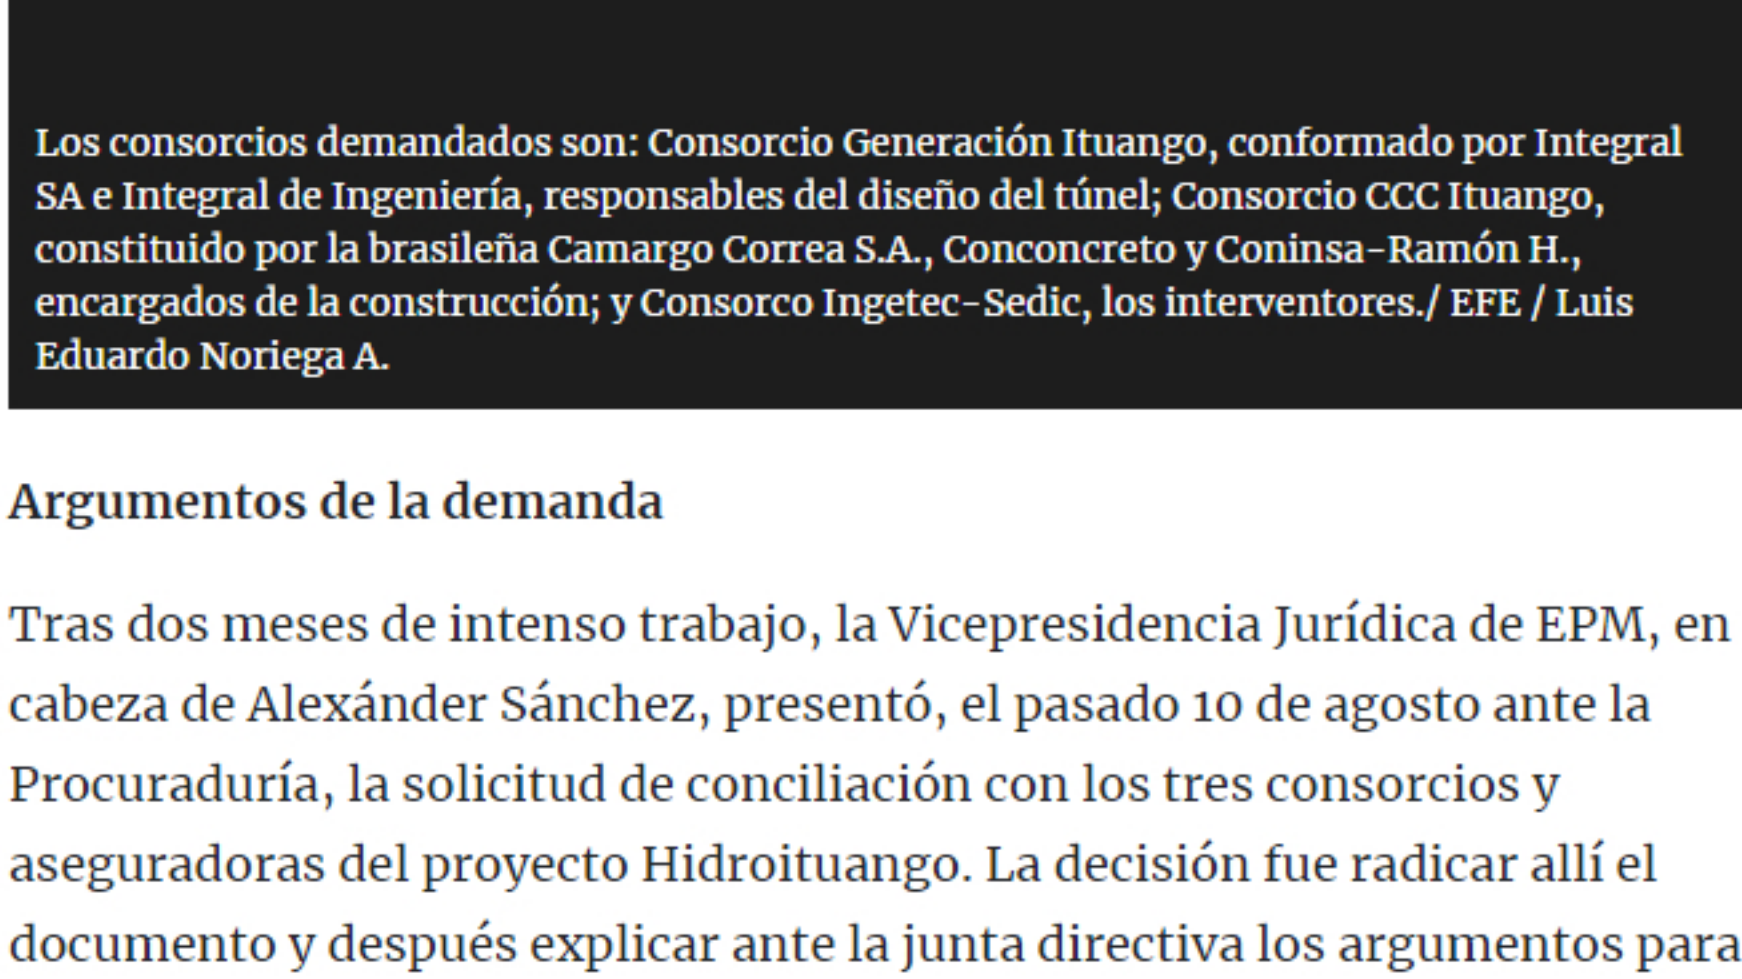 Los consorcios demandados son: Consorcio Generación Ituango, conformado por Integral
SA e Integral de Ingeniería, responsables del diseño del túnel; Consorcio CCC Ituango,
constituido por la brasileña Camargo Correa S.A., Conconcreto y Coninsa-Ramón H.,
encargados de la construcción; y Consorco Ingetec-Sedic, los interventores./ EFE / Luis
Eduardo Noriega A.
Argumentos de la demanda
Tras dos meses de intenso trabajo, la Vicepresidencia Jurídica de EPM, en
cabeza de Alexánder Sánchez, presentó, el pasado 10 de agosto ante la
Procuraduría, la solicitud de conciliación con los tres consorcios y
aseguradoras del proyecto Hidroituango. La decisión fue radicar allí el
documento y después explicar ante la junta directiva los argumentos para